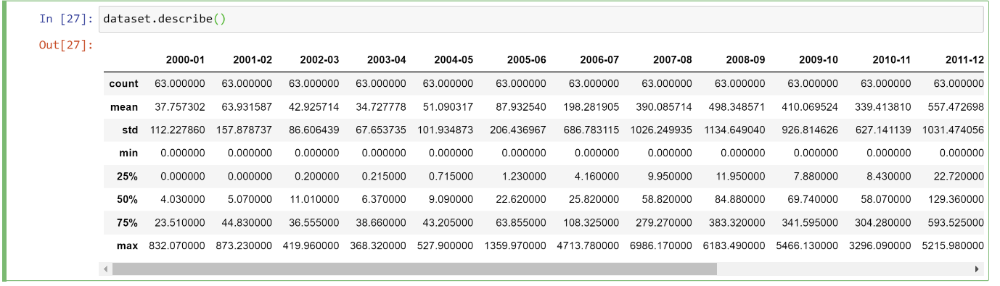 In [27]: dataset.describe()
Out[27]:
2000-01 2001-02 2002-03 2003-04 2004-05 2005-06 2006-07 2007-08 2008-09 2009-10 2010-11 2011-12
count 63.000000 63.000000 63.000000 63.000000 63.000000 63.000000 63.000000 63.000000 63.000000 63.000000 63.000000 63.000000
mean 37.757302 63.931587 42.925714 34.727778 51.090317 87.932540 198.281905 390.085714 498.348571 410.069524 339.413810 557.472698
std 112.227860 157.878737 86.606439 67.653735 101.934873 206.436967 686.783115 1026.249935 1134.649040 926.814626 627.141139 1031.474056
min 0.000000 0.000000 0.000000 0.000000 0.000000 0.000000 0.000000 0.000000 0.000000 0.000000 0.000000 0.000000
25% 0.000000 0.000000 0.200000 0.215000 0.715000 1.230000 4.160000 9.950000 11.950000 7.880000 8.430000 22.720000
50% 4.030000 5.070000 11.010000 6.370000 9.090000 22.620000 25.820000 58.820000 84.880000 69.740000 58.070000 129.360000
75% 23.510000 44.830000 36.555000 38.660000 43.205000 63.855000 108.325000 279.270000 383.320000 341.595000 304.280000 593.525000
max 832.070000 873.230000 419.960000 368.320000 527.900000 1359.970000 4713.780000 6986.170000 6183.490000 5466.130000 3296.090000 5215.980000